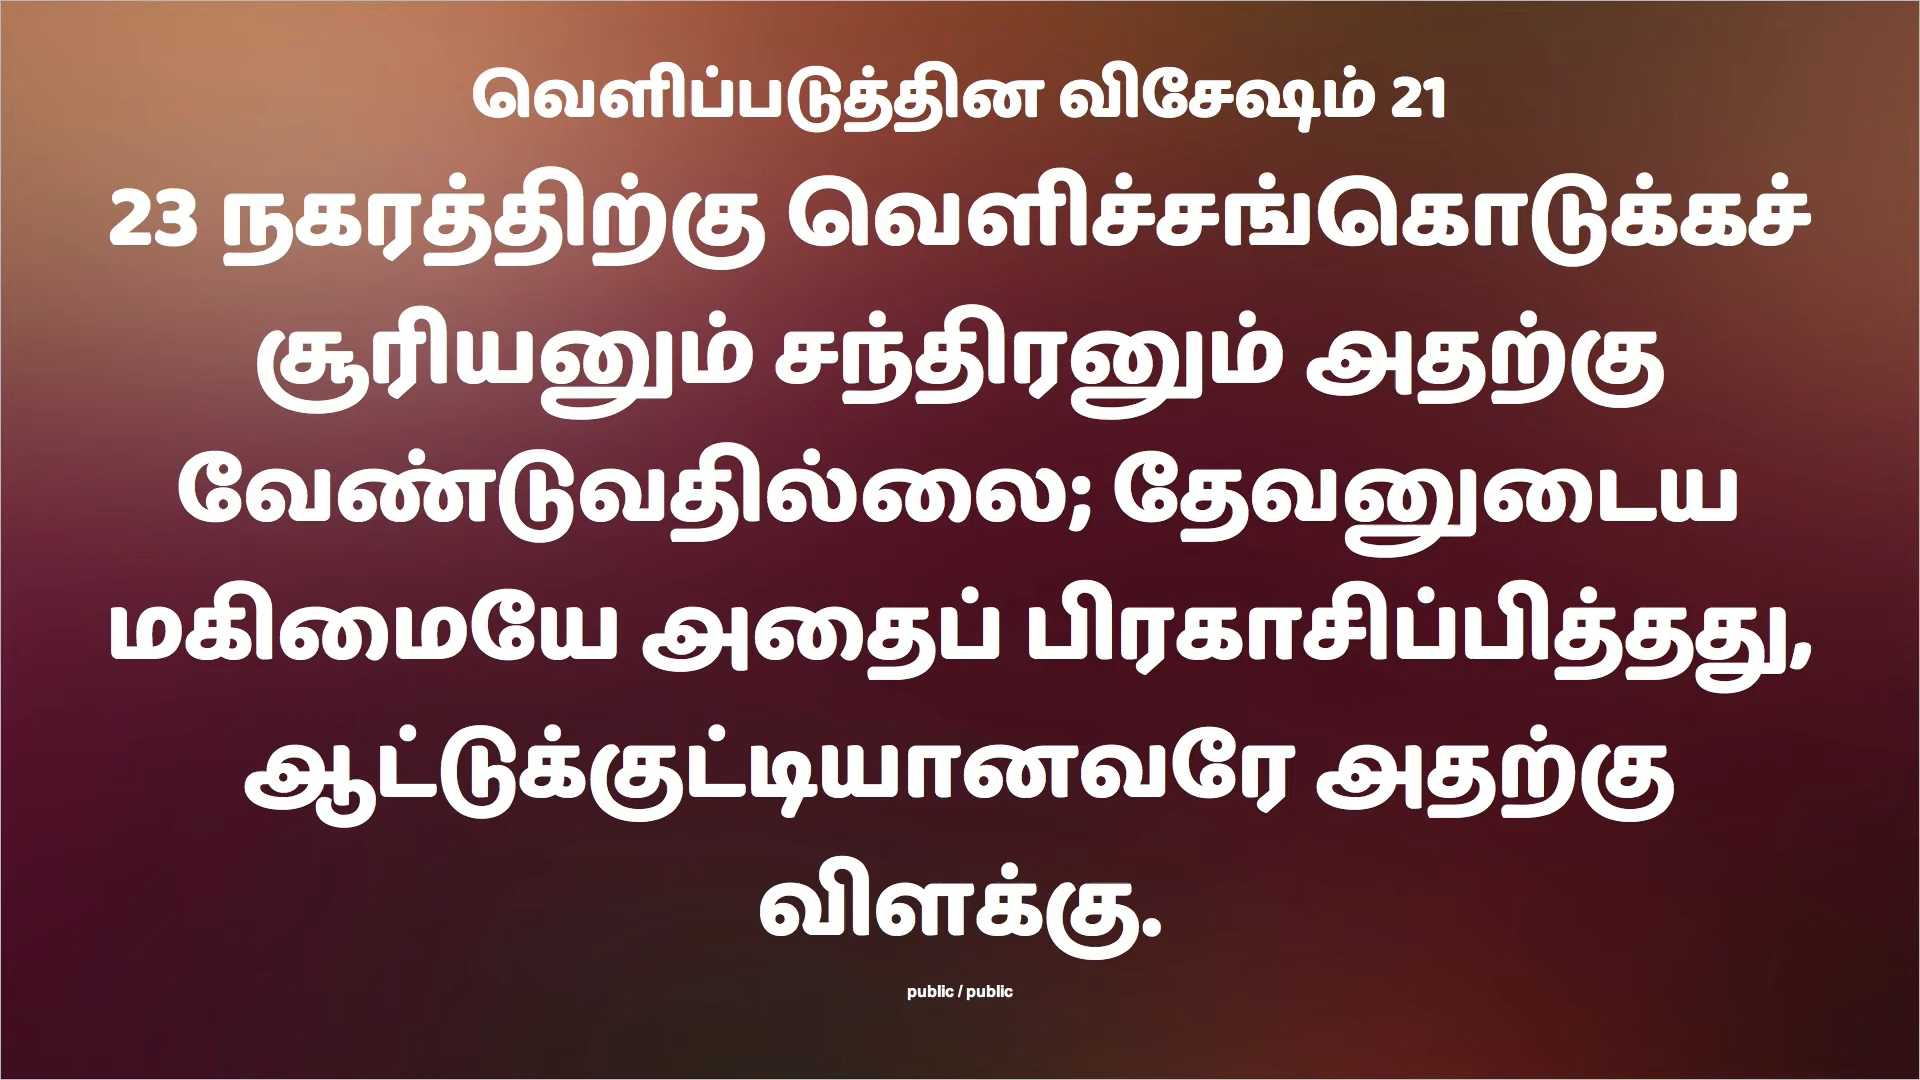 வெளிப்படுத்தின விசேஷம் 21
23 நகரத்திற்கு வெளிச்சங்கொடுக்கச்
சூரியனும் சந்திரனும் அதற்கு
வேண்டுவதில்லை; தேவனுடைய
மகிமையே அதைப் பிரகாசிப்பித்தது,
ஆட்டுக்குட்டியானவரே அதற்கு
விளக்கு.
public / public